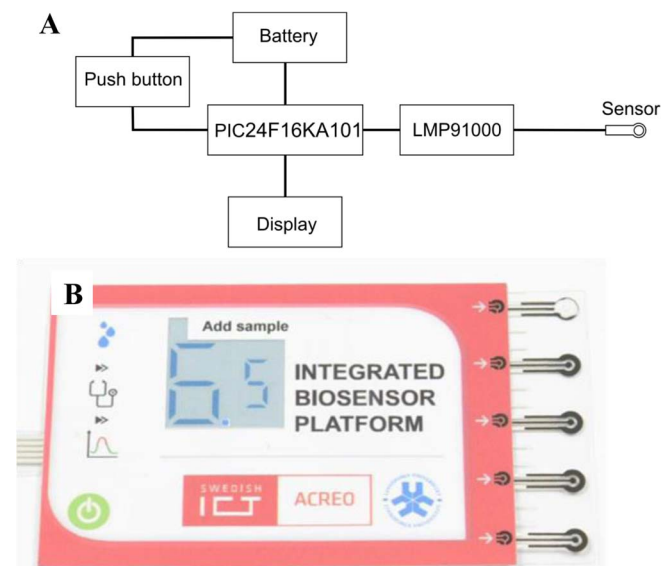 A
Battery
Push button
PIC24F16KA101
LMP91000
Sensor
Display
B
Add sample
6.5
INTEGRATED
BIOSENSOR
PLATFORM
SWEDISH
ICT
ACREO